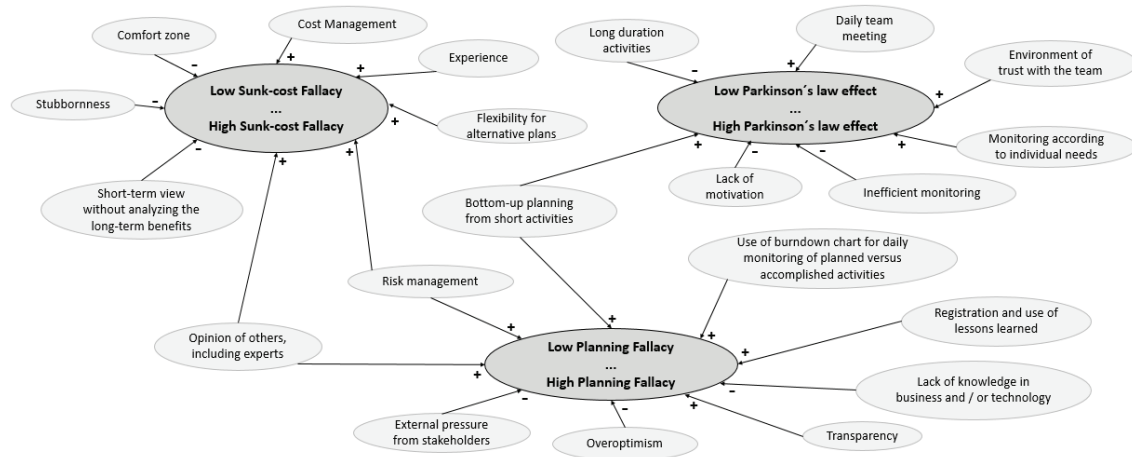 Comfort zone
Cost Management
Experience
Stubbornness
Low Sunk-cost Fallacy
...
High Sunk-cost Fallacy
Flexibility for
alternative plans
Short-term view
without analyzing the
long-term benefits
-
+
+
-
+
-
+
+
Long duration
activities
Daily team
meeting
Environment of
trust with the team
Low Parkinson´s law effect
...
High Parkinson´s law effect
Monitoring according
to individual needs
Lack of
motivation
Inefficient monitoring
-
+
+
+
-
-
+
Bottom-up planning
from short activities
Use of burndown chart for daily
monitoring of planned versus
accomplished activities
Risk management
Opinion of others,
including experts
Registration and use of
lessons learned
Low Planning Fallacy
...
High Planning Fallacy
Lack of knowledge in
business and / or technology
External pressure
from stakeholders
Overoptimism
Transparency
+
+
+
+
+
-
-
-
+